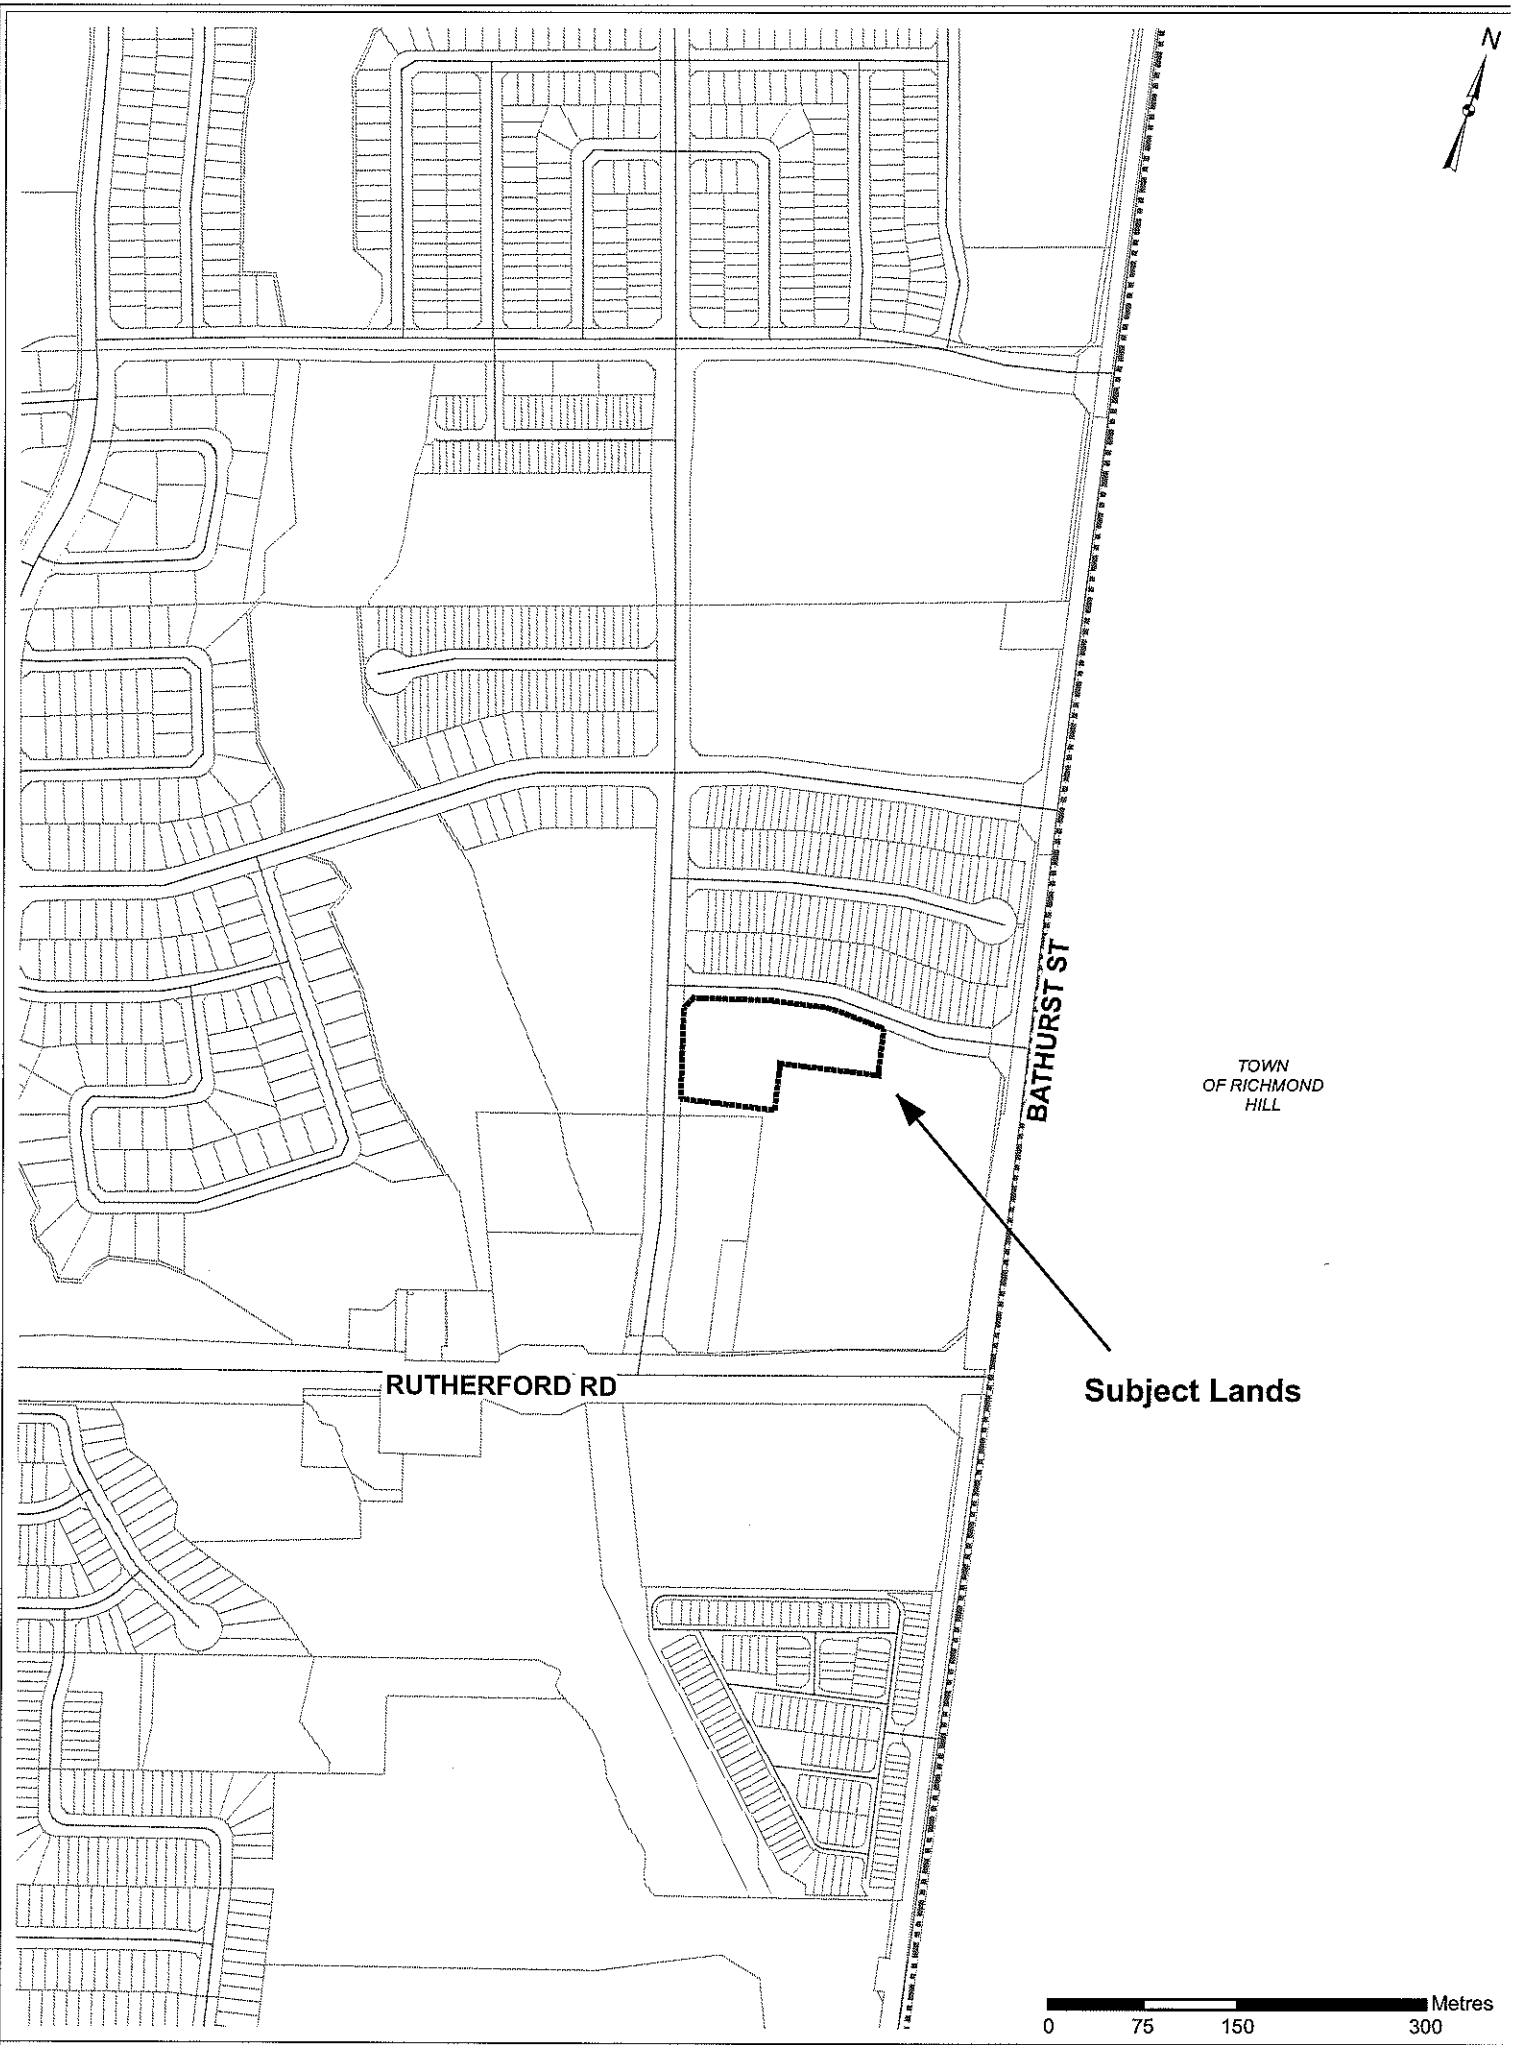 N
BATHURST ST
TOWN
OF RICHMOND
HILL
RUTHERFORD RD
Subject Lands
Metres
0 75 150 300